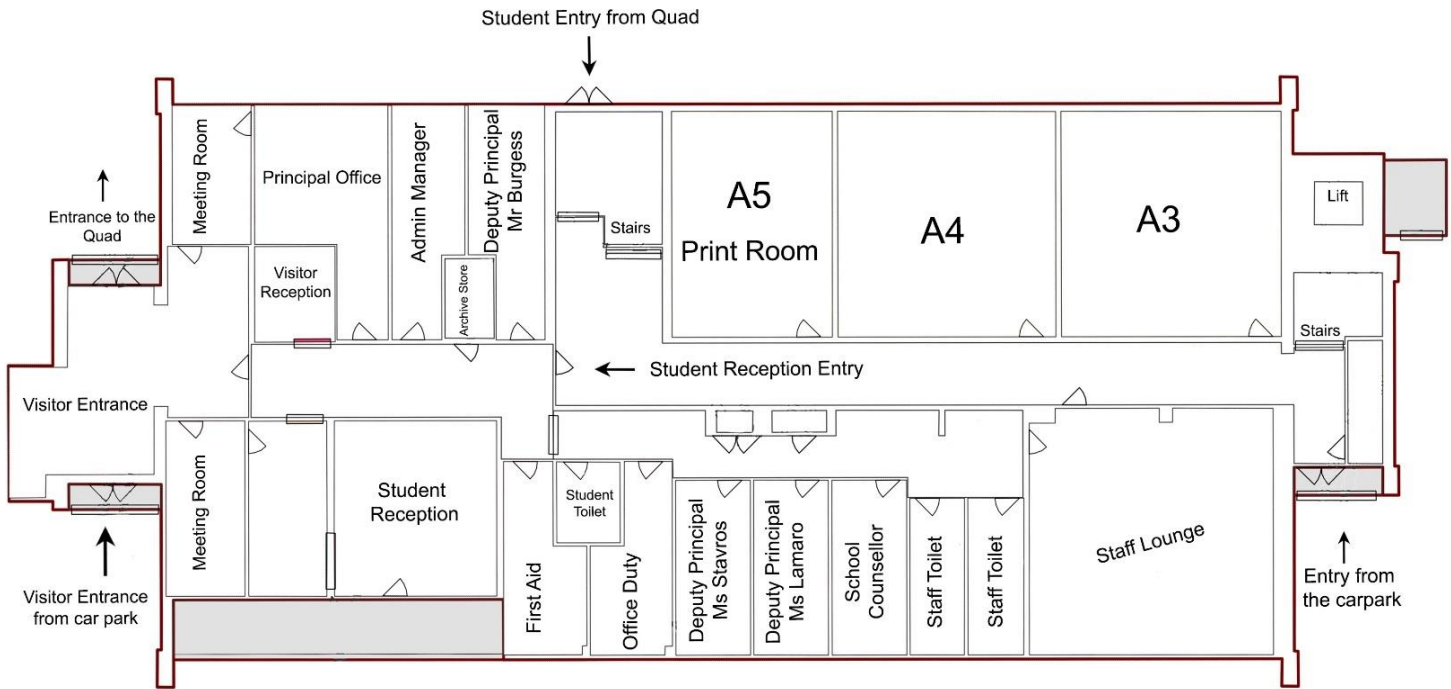 Student Entry from Quad
Meeting Room
Principal Office
Admin Manager
Deputy Principal
Mr Burgess
A5
Print Room
A4
A3
Lift
Entrance to the
Quad
Stairs
Visitor
Reception
Archive Store
Stairs
Student Reception Entry
Visitor Entrance
Meeting Room
Student
Reception
First Aid
Student
Toilet
Office Duty
Deputy Principal
Ms Stavros
Deputy Principal
Ms Lamaro
School
Counsellor
Staff Toilet
Staff Toilet
Staff Lounge
Visitor Entrance
from car park
Entry from
the carpark